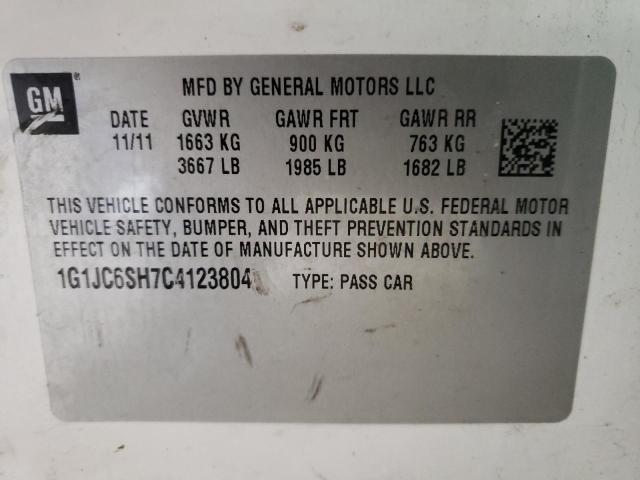 GM ®
MFD BY GENERAL MOTORS LLC
DATE GVWR GAWR FRT GAWR RR
11/11 1663 KG 900 KG 763 KG
3667 LB 1985 LB 1682 LB
THIS VEHICLE CONFORMS TO ALL APPLICABLE U.S. FEDERAL MOTOR
VEHICLE SAFETY, BUMPER, AND THEFT PREVENTION STANDARDS IN
EFFECT ON THE DATE OF MANUFACTURE SHOWN ABOVE.
1G1JC6SH7C4123804 TYPE: PASS CAR